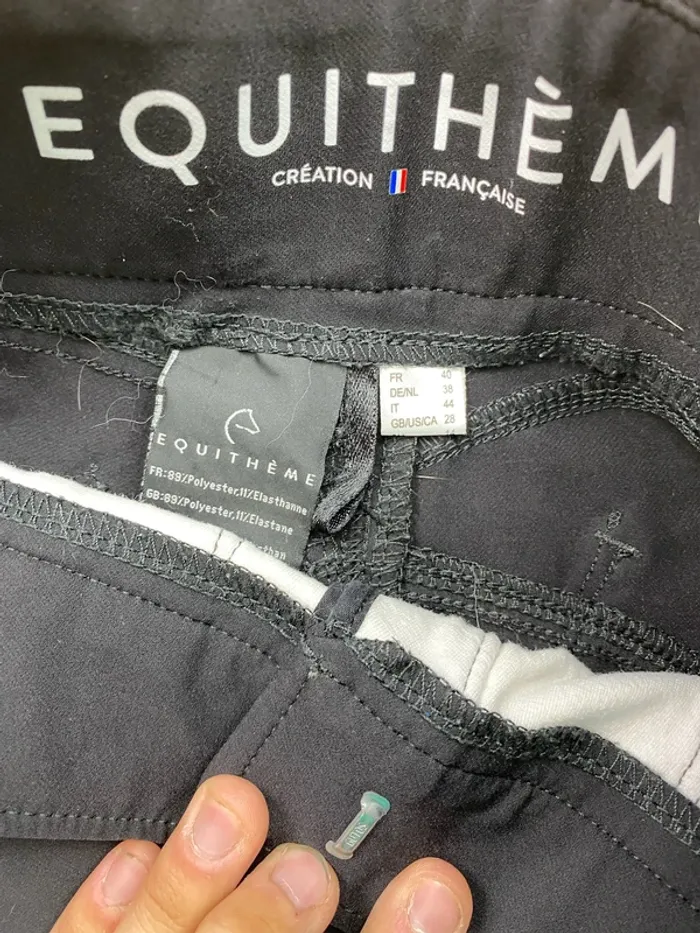 EQUITHÈM
CRÉATION FRANÇAISE
EQUITHÈME
FR:89%Polyester,11%Elasthanne
GB:89%Polyester,11%Elastane
FR 40
DE/NL 38
IT 44
GB/US/CA 28